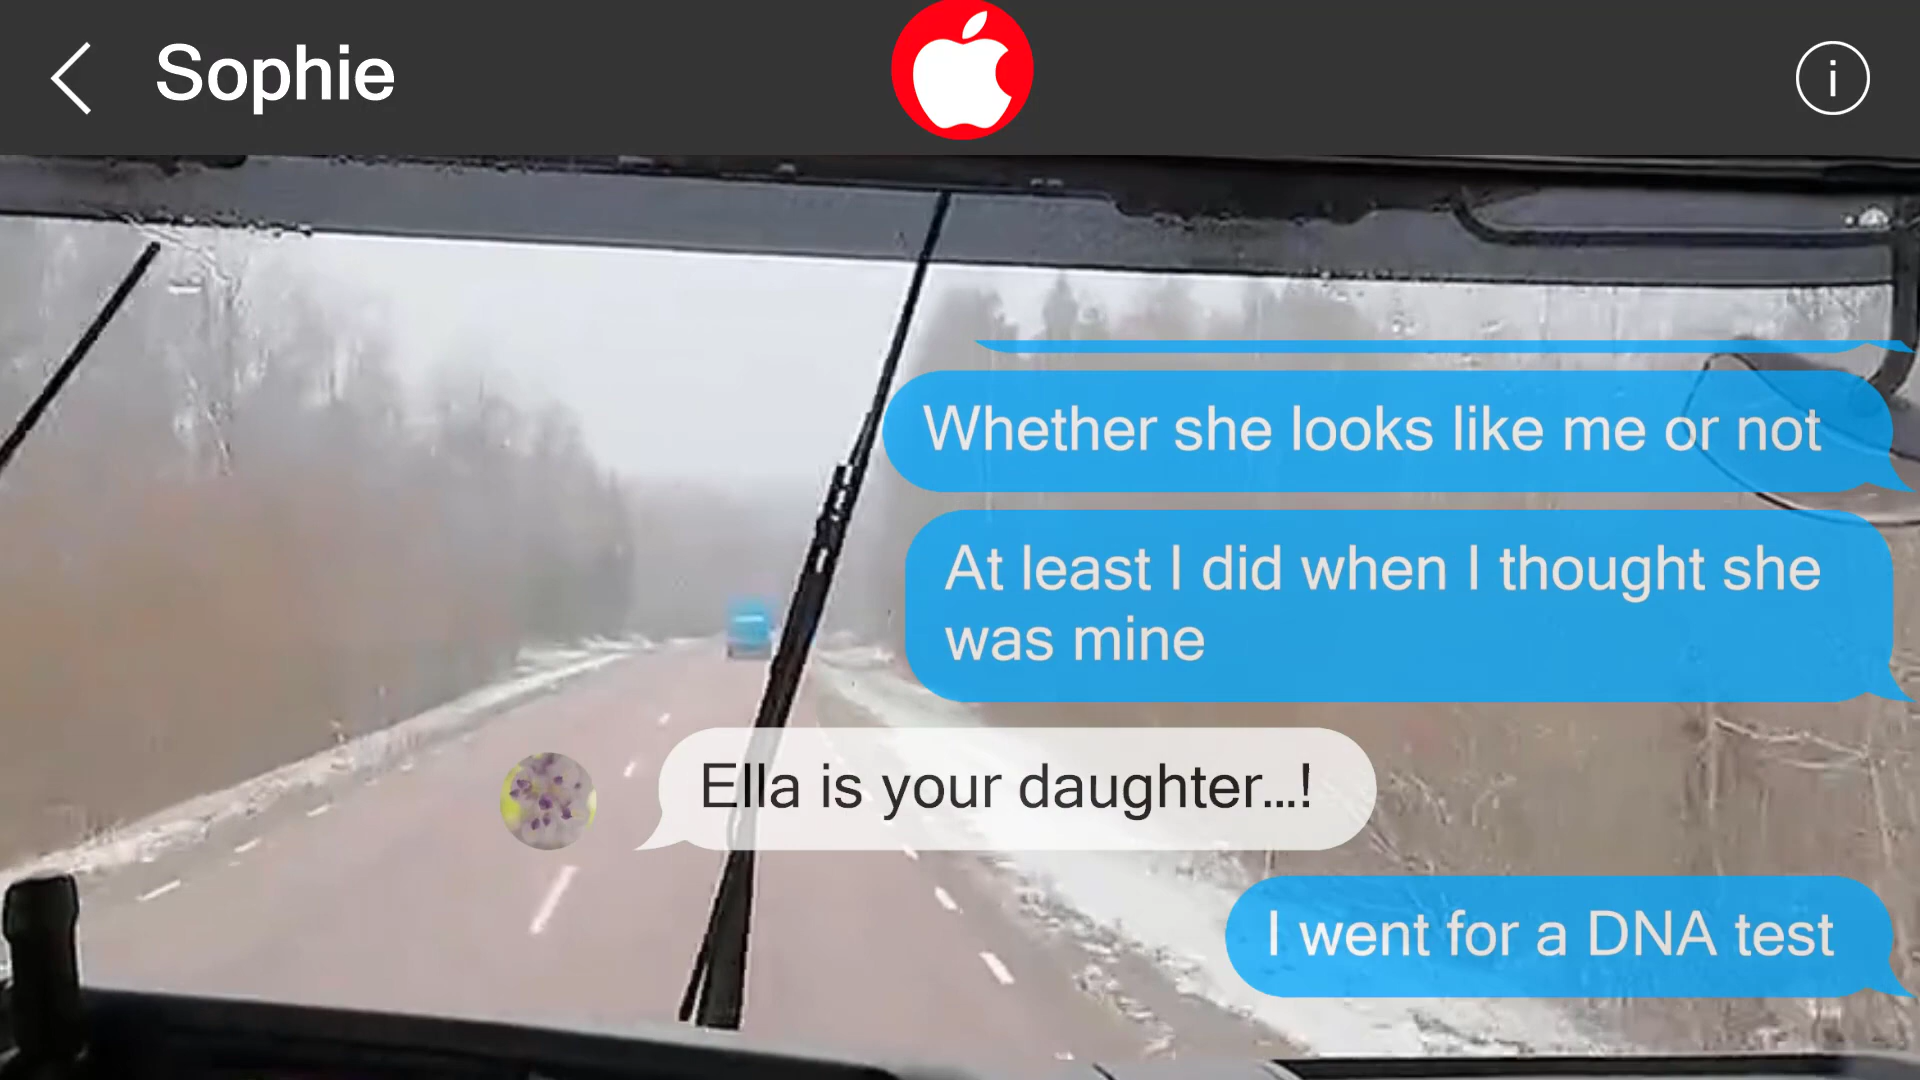 Sophie
Whether she looks like me or not
At least I did when I thought she
was mine
Ella is your daughter...!
I went for a DNA test